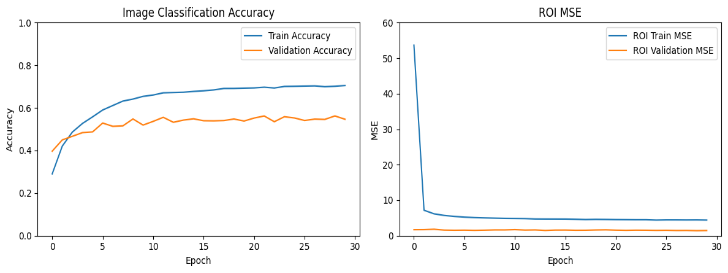 Image Classification Accuracy
1.0
0.8
0.6
0.4
0.2
0.0
Accuracy
0 5 10 15 20 25 30
Epoch
Train Accuracy
Validation Accuracy
ROI MSE
60
50
40
30
20
10
0
MSE
0 5 10 15 20 25 30
Epoch
ROI Train MSE
ROI Validation MSE